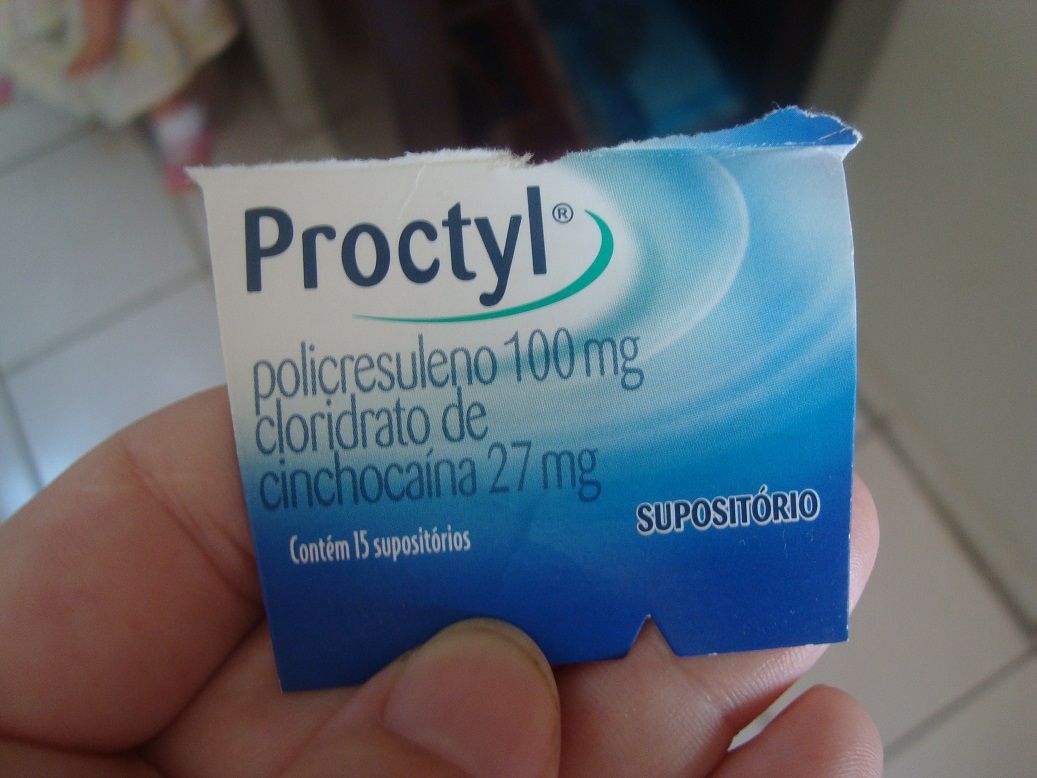 Proctyl®
policresuleno 100 mg
cloridrato de
cinchocaína 27 mg
SUPOSITÓRIO
Contém 15 supositórios